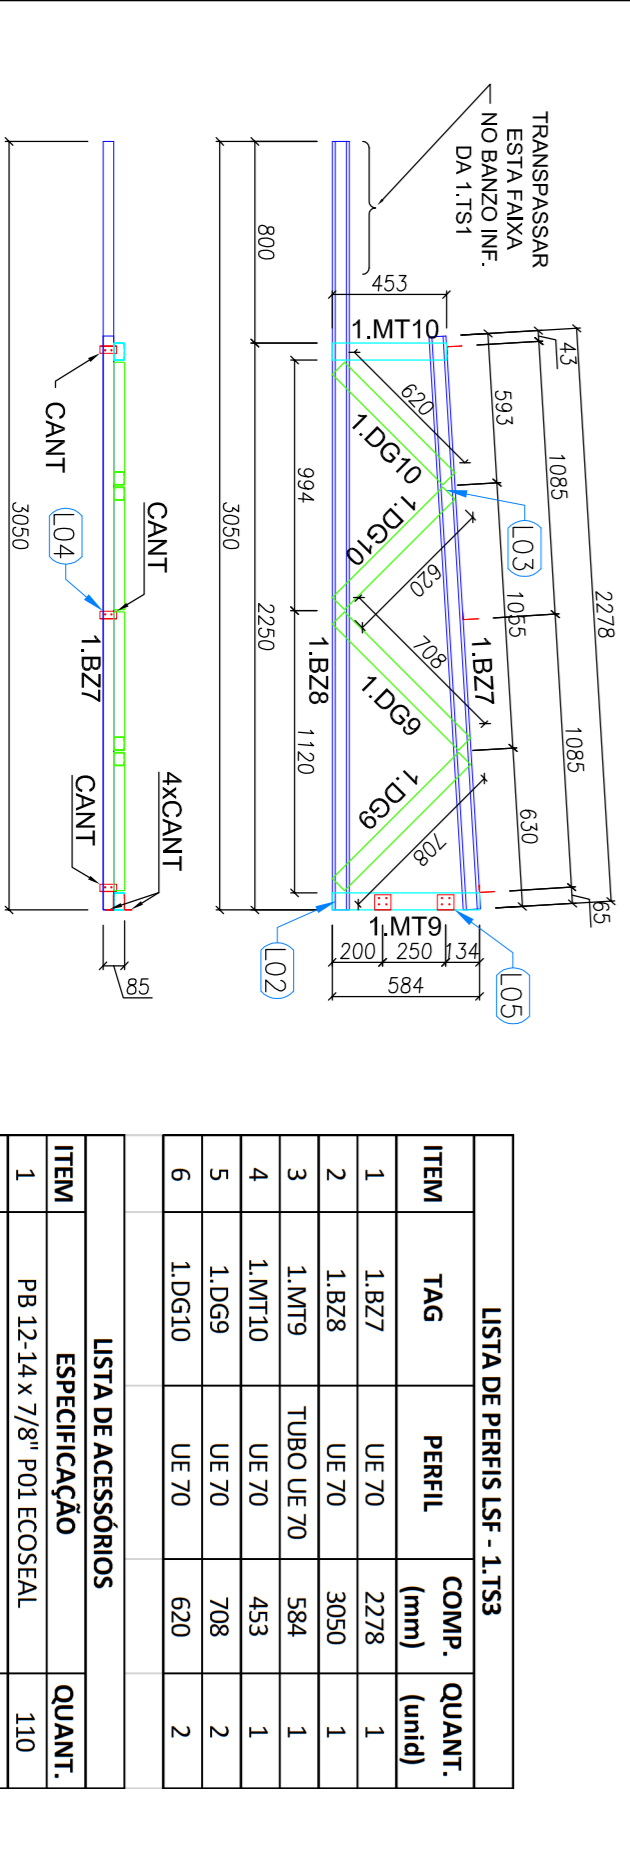 TRANSPASSAR
ESTA FAIXA
NO BANZO INF.
DA 1.TS1
2278
43
1085
1085
65
593
1055
630
453
1.MT10
620
1.DG10
L03
1.DG10
620
708
1.BZ7
1.DG9
1.DG9
708
1.BZ8
994
1120
1.MT9
L02
L05
200
250
134
584
800
2250
3050
CANT
CANT
L04
1.BZ7
CANT
4xCANT
85
3050
LISTA DE PERFIS LSF - 1.TS3
ITEM TAG PERFIL COMP. (mm) QUANT. (unid)
1 1.BZ7 UE 70 2278 1
2 1.BZ8 UE 70 3050 1
3 1.MT9 TUBO UE 70 584 1
4 1.MT10 UE 70 453 1
5 1.DG9 UE 70 708 2
6 1.DG10 UE 70 620 2
LISTA DE ACESSÓRIOS
ITEM ESPECIFICAÇÃO QUANT.
1 PB 12-14 x 7/8" P01 ECOSEAL 110